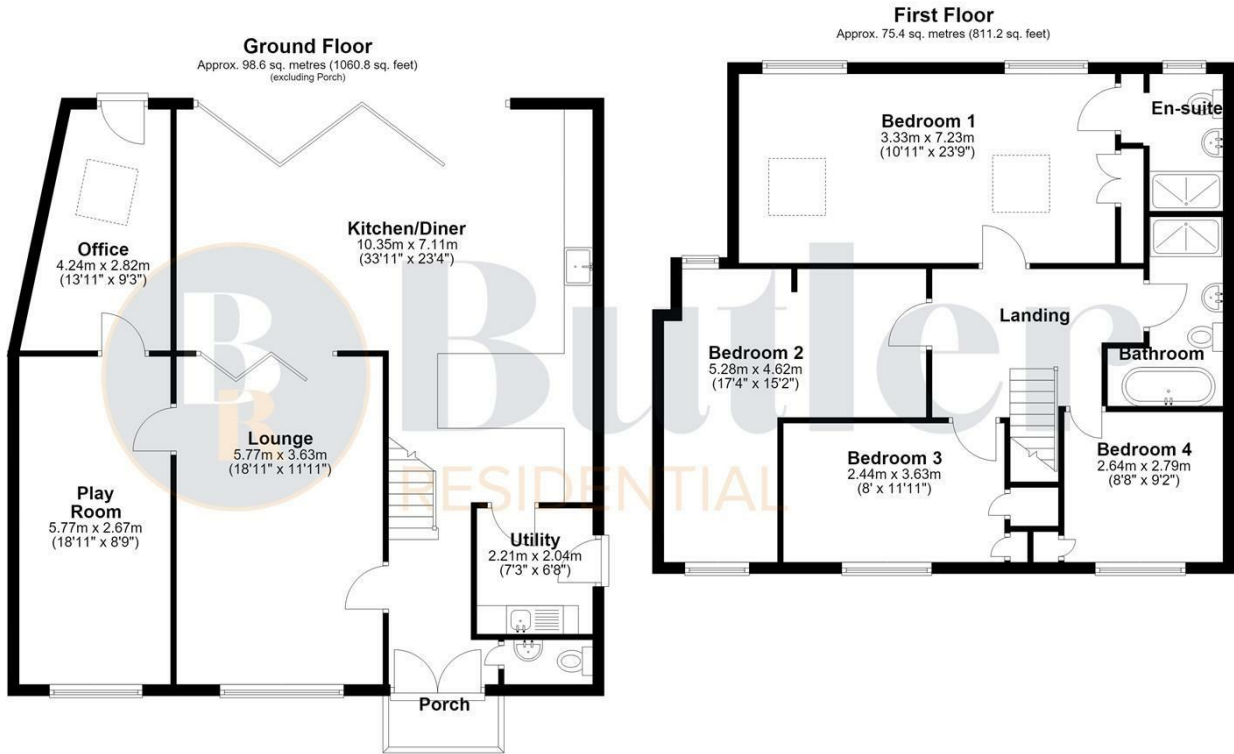 Ground Floor
Approx. 98.6 sq. metres (1060.8 sq. feet)
(excluding Porch)
Office
4.24m x 2.82m
(13'11" x 9'3")
Kitchen/Diner
10.35m x 7.11m
(33'11" x 23'4")
Lounge
5.77m x 3.63m
(18'11" x 11'11")
Play
Room
5.77m x 2.67m
(18'11" x 8'9")
Utility
2.21m x 2.04m
(7'3" x 6'8")
Porch
First Floor
Approx. 75.4 sq. metres (811.2 sq. feet)
Bedroom 1
3.33m x 7.23m
(10'11" x 23'9")
En-suite
Landing
Bedroom 2
5.28m x 4.62m
(17'4" x 15'2")
Bathroom
Bedroom 3
2.44m x 3.63m
(8' x 11'11")
Bedroom 4
2.64m x 2.79m
(8'8" x 9'2")
B
R
Butler
RESIDENTIAL